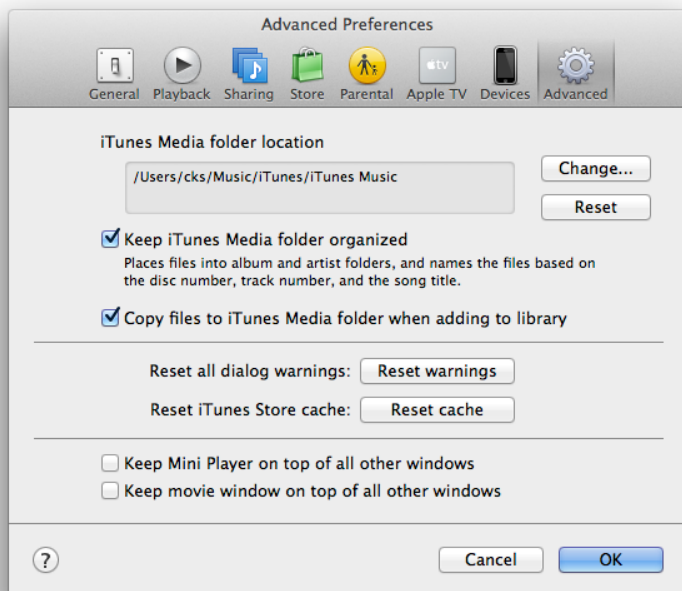 Advanced Preferences
General Playback Sharing Store Parental Apple TV Devices Advanced
iTunes Media folder location
/Users/cks/Music/iTunes/iTunes Music
Change...
Reset
Keep iTunes Media folder organized
Places files into album and artist folders, and names the files based on
the disc number, track number, and the song title.
Copy files to iTunes Media folder when adding to library
Reset all dialog warnings: Reset warnings
Reset iTunes Store cache: Reset cache
Keep Mini Player on top of all other windows
Keep movie window on top of all other windows
? Cancel OK